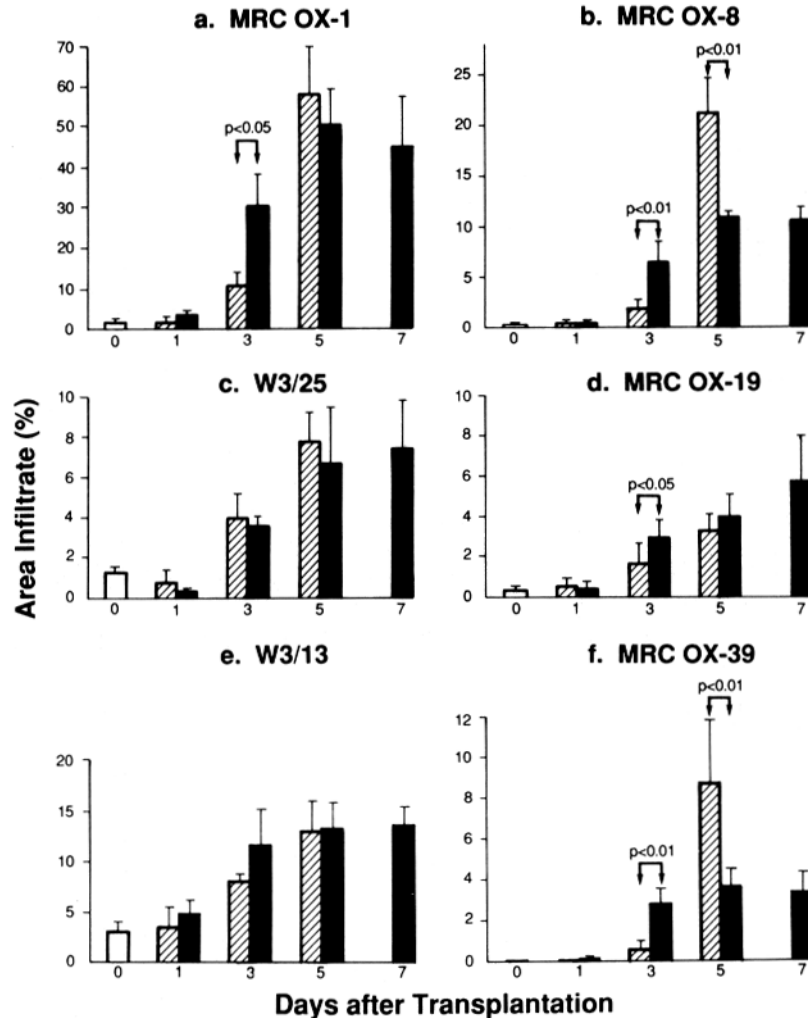 a. MRC OX-1
70
60
50
40
30
20
10
0
p<0.05
0 1 3 5 7
b. MRC OX-8
25
20
15
10
5
0
p<0.01
p<0.01
0 1 3 5 7
c. W3/25
10
8
6
4
2
0
0 1 3 5 7
d. MRC OX-19
10
8
6
4
2
0
p<0.05
0 1 3 5 7
e. W3/13
20
15
10
5
0
0 1 3 5 7
f. MRC OX-39
12
10
8
6
4
2
0
p<0.01
p<0.01
0 1 3 5 7
Area Infiltrate (%)
Days after Transplantation